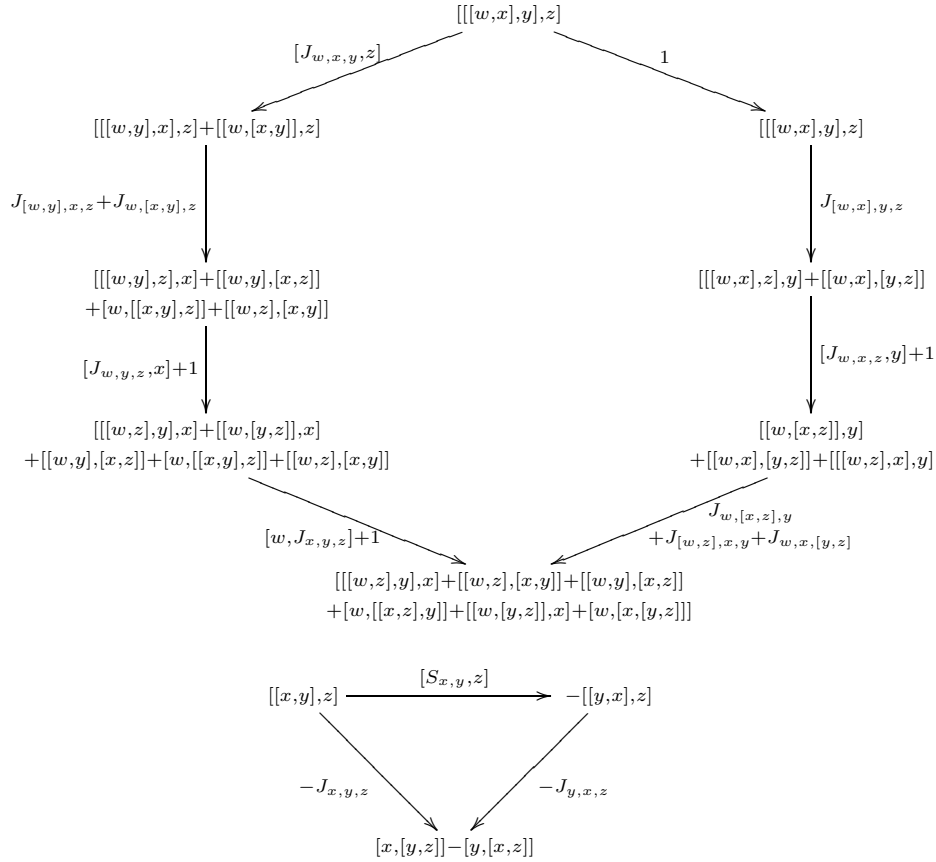 [[[w,x],y],z]
[J_{w,x,y},z]
1
[[[w,y],x],z]+[[w,[x,y]],z]
[[[w,x],y],z]
J_{[w,y],x,z}+J_{w,[x,y],z}
J_{[w,x],y,z}
[[[w,y],z],x]+[[w,y],[x,z]]
+[w,[[x,y],z]]+[[w,z],[x,y]]
[[[w,x],z],y]+[[w,x],[y,z]]
[J_{w,y,z},x]+1
[J_{w,x,z},y]+1
[[[w,z],y],x]+[[w,[y,z]],x]
+[[w,y],[x,z]]+[w,[[x,y],z]]+[[w,z],[x,y]]
[[w,[x,z]],y]
+[[w,x],[y,z]]+[[[w,z],x],y]
[w,J_{x,y,z}]+1
J_{w,[x,z],y}
+J_{[w,z],x,y}+J_{w,x,[y,z]}
[[[w,z],y],x]+[[w,z],[x,y]]+[[w,y],[x,z]]
+[w,[[x,z],y]]+[[w,[y,z]],x]+[w,[x,[y,z]]]
[[x,y],z]
[S_{x,y},z]
−[[y,x],z]
−J_{x,y,z}
−J_{y,x,z}
[x,[y,z]]−[y,[x,z]]